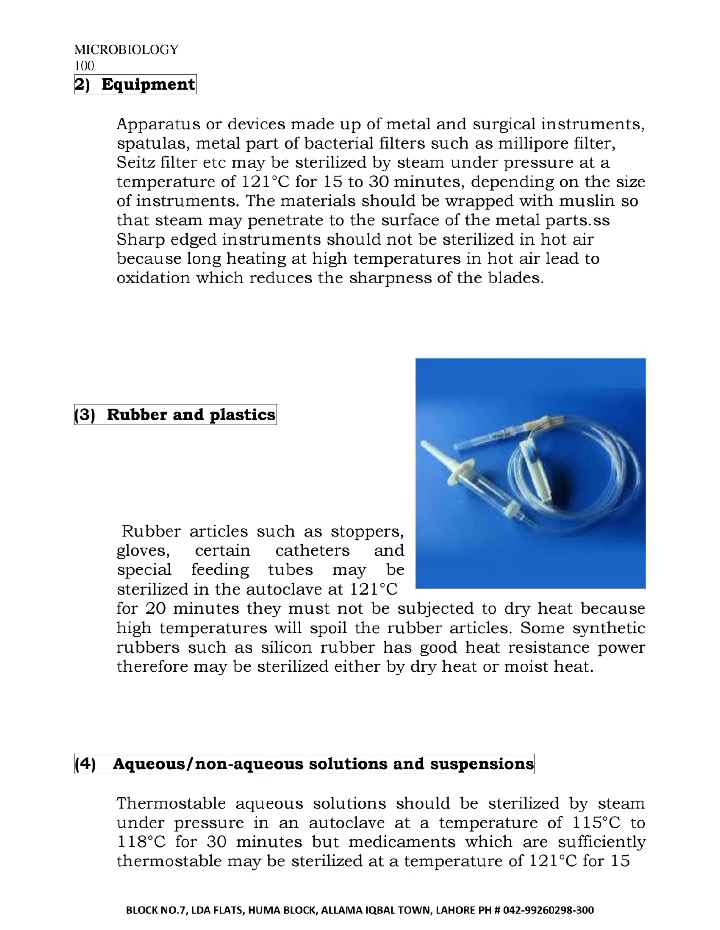 MICROBIOLOGY
100
2) Equipment
Apparatus or devices made up of metal and surgical instruments,
spatulas, metal part of bacterial filters such as millipore filter,
Seitz filter etc may be sterilized by steam under pressure at a
temperature of 121°C for 15 to 30 minutes, depending on the size
of instruments. The materials should be wrapped with muslin so
that steam may penetrate to the surface of the metal parts.ss
Sharp edged instruments should not be sterilized in hot air
because long heating at high temperatures in hot air lead to
oxidation which reduces the sharpness of the blades.
(3) Rubber and plastics
Rubber articles such as stoppers,
gloves, certain catheters and
special feeding tubes may be
sterilized in the autoclave at 121°C
for 20 minutes they must not be subjected to dry heat because
high temperatures will spoil the rubber articles. Some synthetic
rubbers such as silicon rubber has good heat resistance power
therefore may be sterilized either by dry heat or moist heat.
(4) Aqueous/non-aqueous solutions and suspensions
Thermostable aqueous solutions should be sterilized by steam
under pressure in an autoclave at a temperature of 115°C to
118°C for 30 minutes but medicaments which are sufficiently
thermostable may be sterilized at a temperature of 121°C for 15
BLOCK NO.7, LDA FLATS, HUMA BLOCK, ALLAMA IQBAL TOWN, LAHORE PH # 042-99260298-300